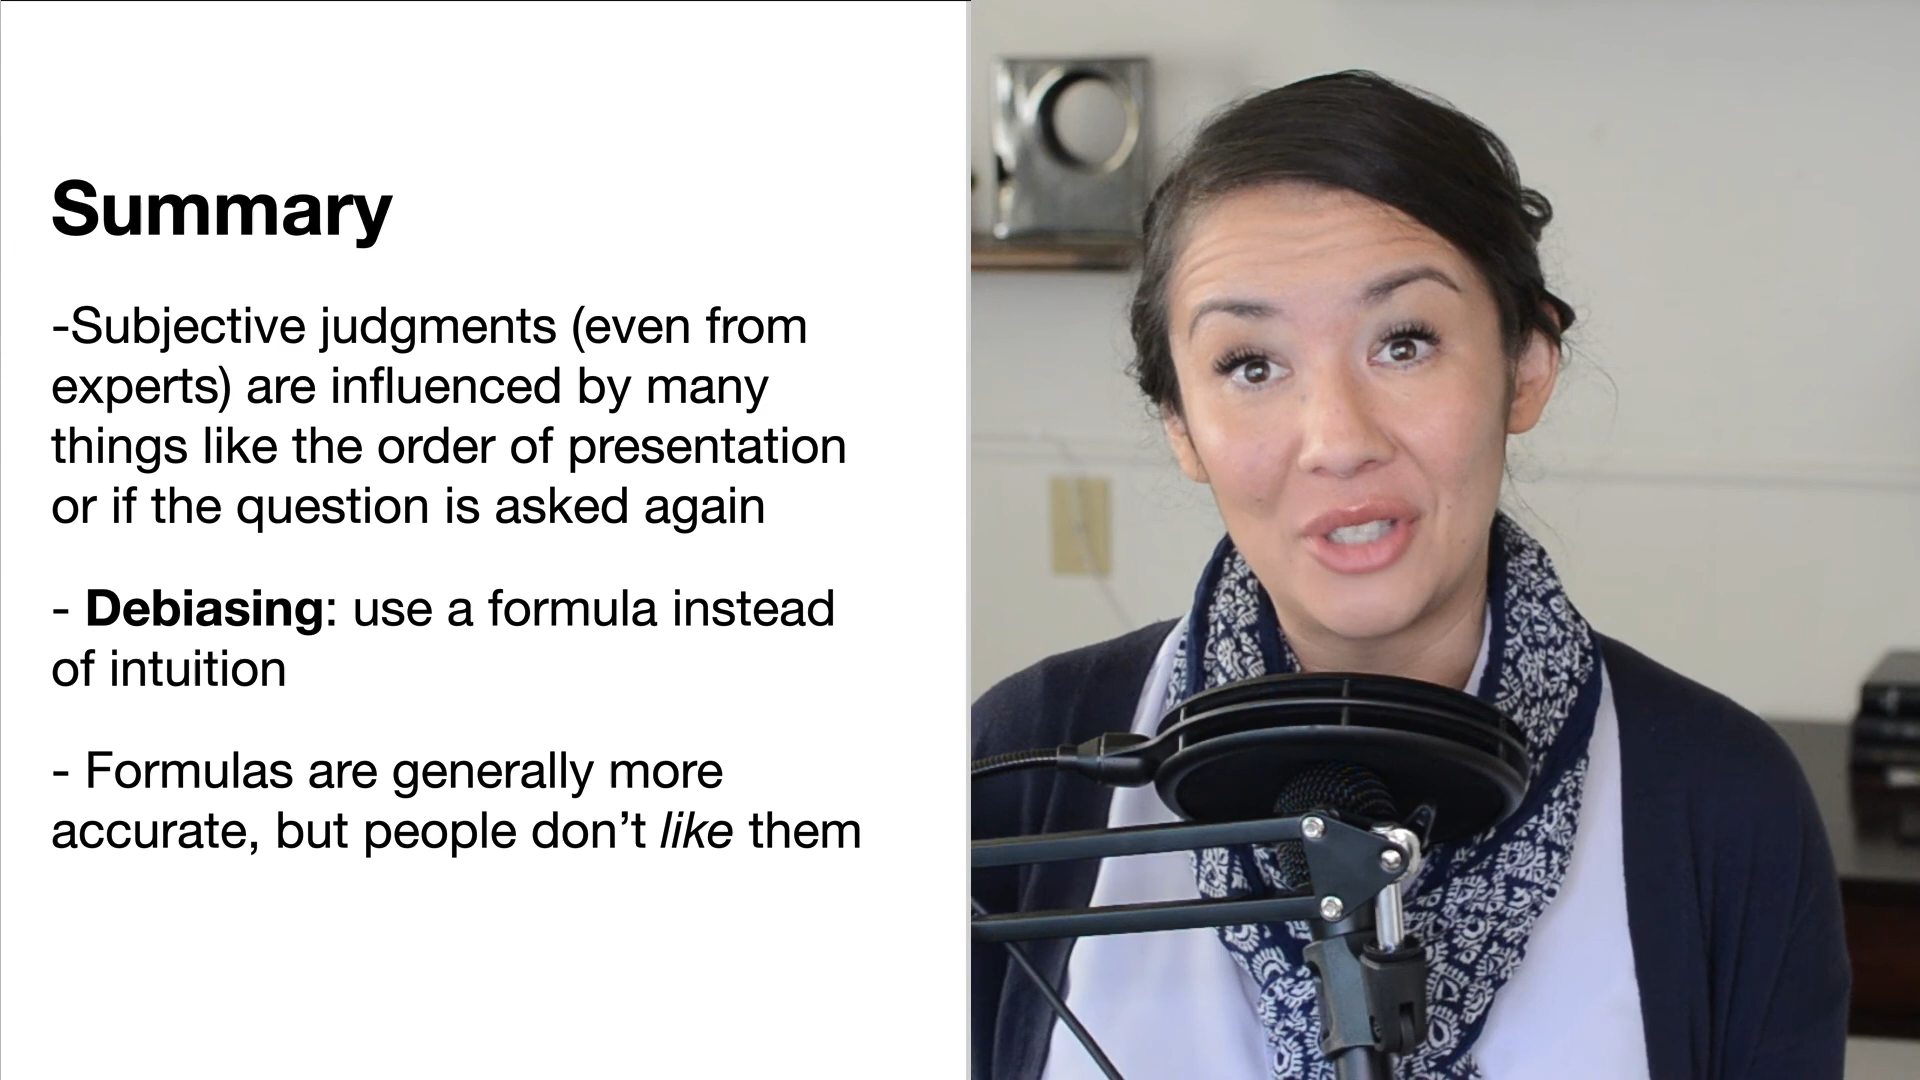 Summary
-Subjective judgments (even from
experts) are influenced by many
things like the order of presentation
or if the question is asked again
- Debiasing: use a formula instead
of intuition
- Formulas are generally more
accurate, but people don’t like them